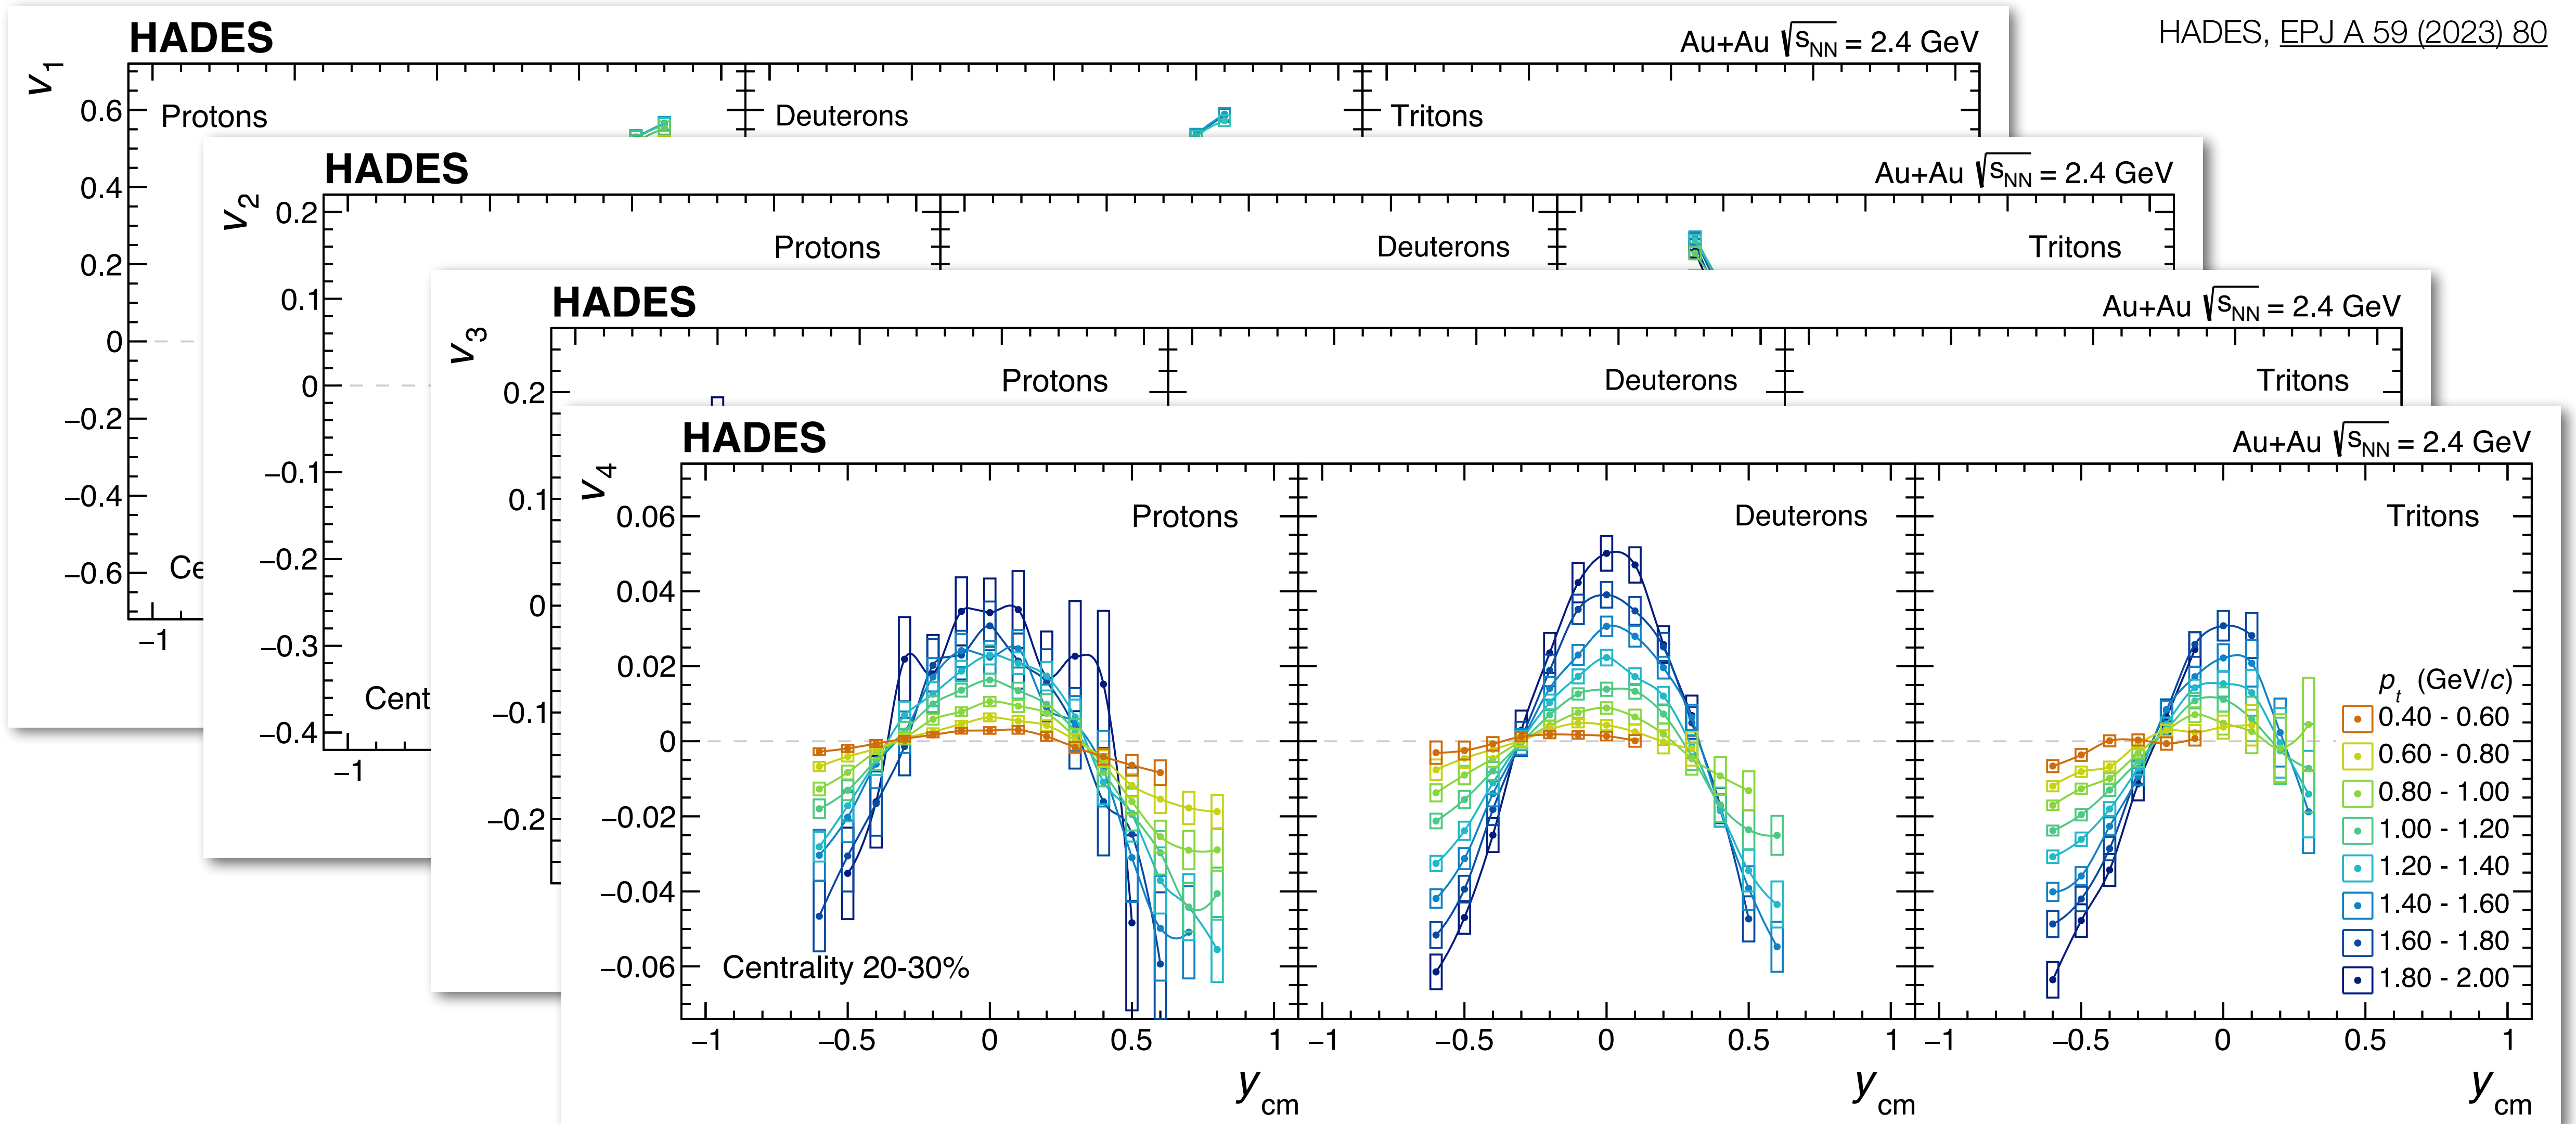 HADES, EPJ A 59 (2023) 80
HADES
Au+Au √sNN = 2.4 GeV
v1
Protons
Deuterons
Tritons
0.6
0.4
0.2
0
−0.2
−0.4
−0.6
Ce
−1
HADES
Au+Au √sNN = 2.4 GeV
v2
Protons
Deuterons
Tritons
0.2
0.1
0
−0.1
−0.2
−0.3
−0.4
Cent
−1
HADES
Au+Au √sNN = 2.4 GeV
v3
Protons
Deuterons
Tritons
0.2
0.1
0
−0.1
−0.2
HADES
Au+Au √sNN = 2.4 GeV
v4
Protons
Deuterons
Tritons
0.06
0.04
0.02
0
−0.02
−0.04
−0.06
Centrality 20-30%
pt (GeV/c)
0.40 - 0.60
0.60 - 0.80
0.80 - 1.00
1.00 - 1.20
1.20 - 1.40
1.40 - 1.60
1.60 - 1.80
1.80 - 2.00
−1 −0.5 0 0.5 1 −1 −0.5 0 0.5 1 −1 −0.5 0 0.5 1
ycm ycm ycm